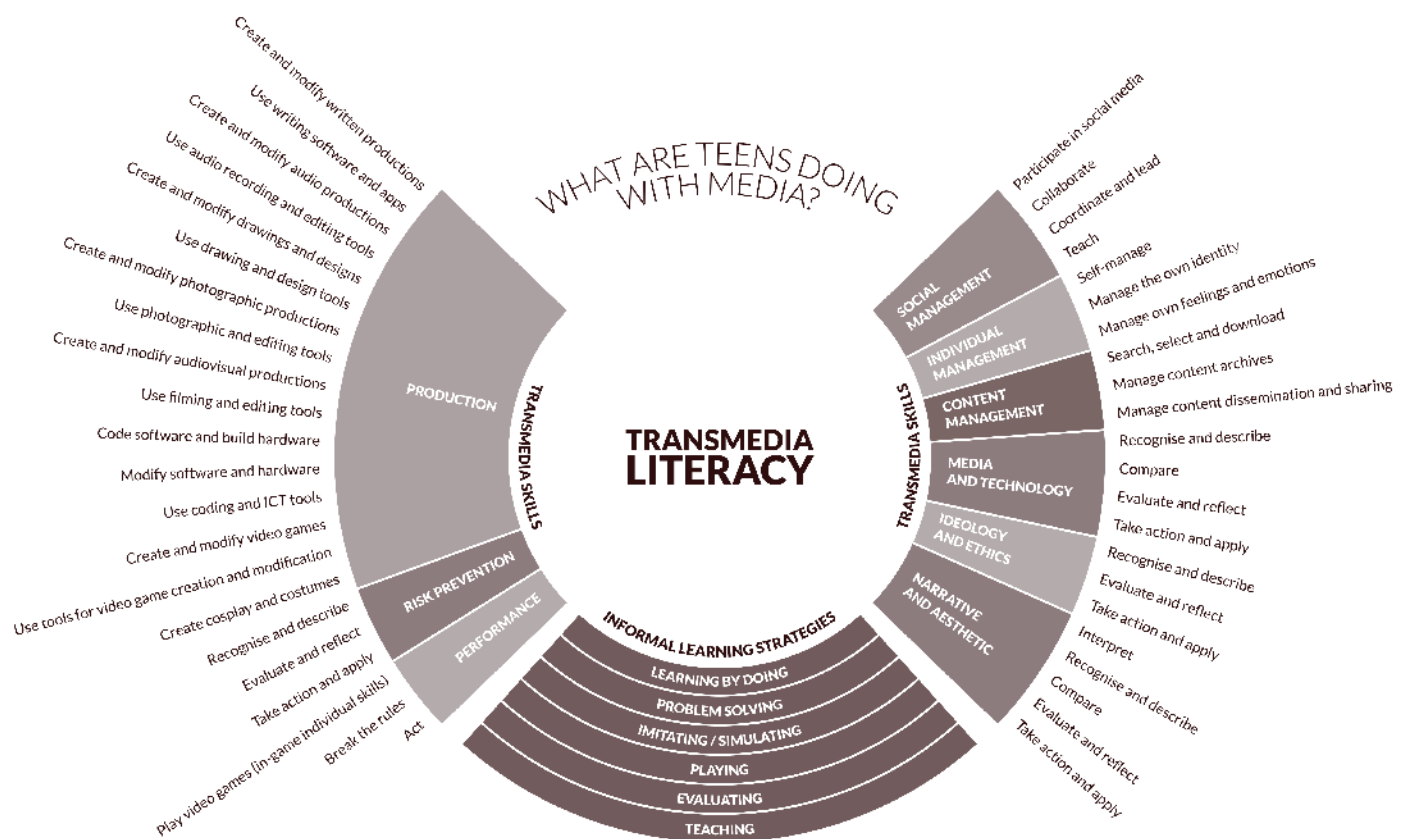 WHAT ARE TEENS DOING
WITH MEDIA?
TRANSMEDIA
LITERACY
TRANSMEDIA SKILLS
PRODUCTION
Create and modify written productions
Use writing software and apps
Create and modify audio productions
Use audio recording and editing tools
Create and modify drawings and designs
Use drawing and design tools
Create and modify photographic productions
Use photographic and editing tools
Create and modify audiovisual productions
Use filming and editing tools
Code software and build hardware
Modify software and hardware
Use coding and ICT tools
Create and modify video games
Use tools for video game creation and modification
Create cosplay and costumes
RISK PREVENTION
Recognise and describe
Evaluate and reflect
Take action and apply
PERFORMANCE
Play video games (in-game individual skills)
Break the rules
Act
TRANSMEDIA SKILLS
SOCIAL
MANAGEMENT
Participate in social media
Collaborate
Coordinate and lead
Teach
INDIVIDUAL
MANAGEMENT
Self-manage
Manage the own identity
Manage own feelings and emotions
CONTENT
MANAGEMENT
Search, select and download
Manage content archives
Manage content dissemination and sharing
MEDIA
AND TECHNOLOGY
Recognise and describe
Compare
Evaluate and reflect
Take action and apply
IDEOLOGY
AND ETHICS
Recognise and describe
Evaluate and reflect
Take action and apply
NARRATIVE
AND AESTHETIC
Interpret
Recognise and describe
Compare
Evaluate and reflect
Take action and apply
INFORMAL LEARNING STRATEGIES
LEARNING BY DOING
PROBLEM SOLVING
IMITATING / SIMULATING
PLAYING
EVALUATING
TEACHING